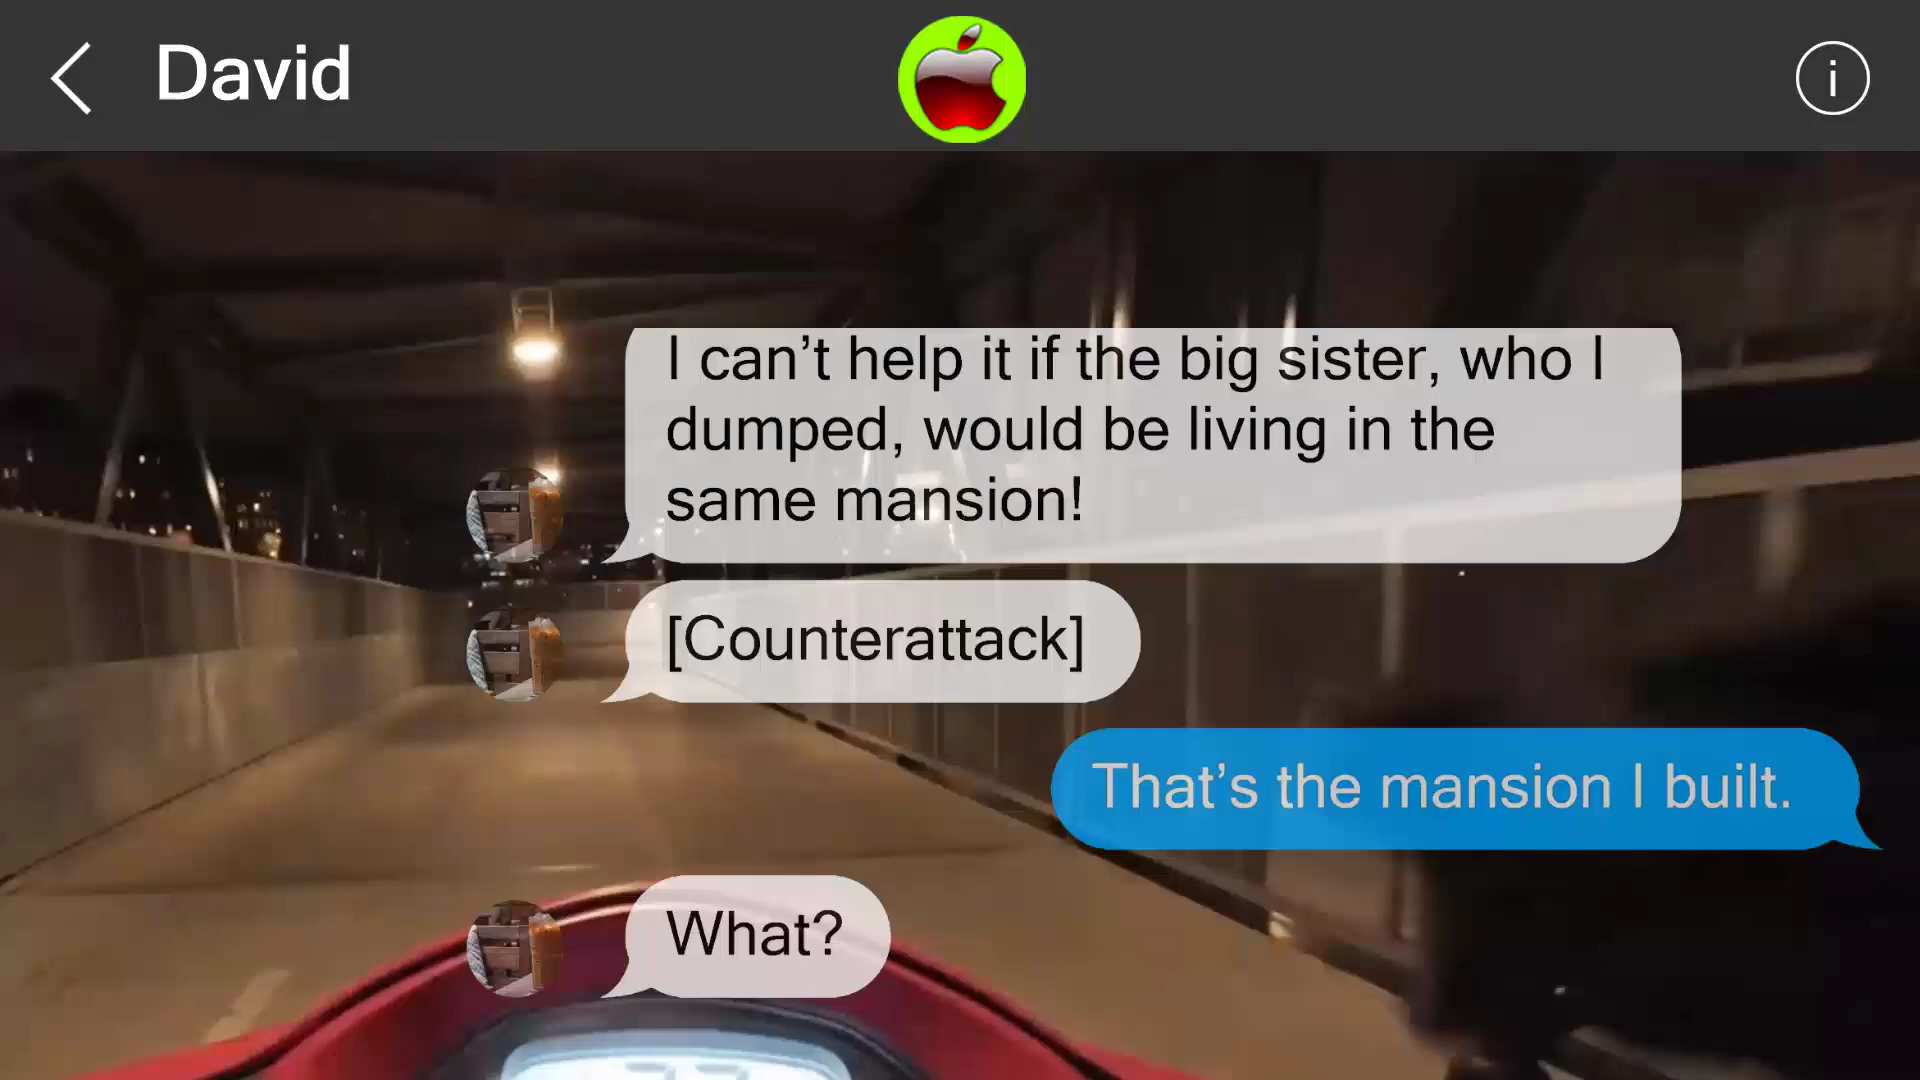 David
I can’t help it if the big sister, who I
dumped, would be living in the
same mansion!
[Counterattack]
That’s the mansion I built.
What?